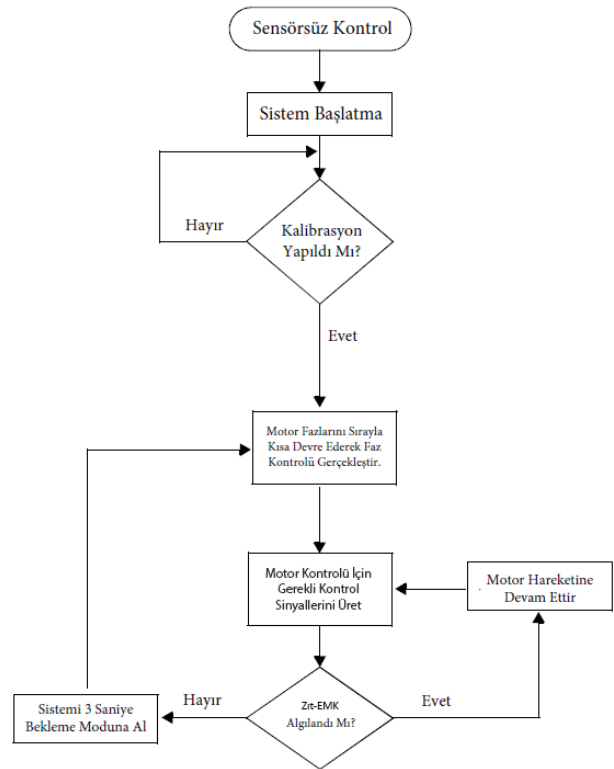 Sensörsüz Kontrol
Sistem Başlatma
Hayır
Kalibrasyon
Yapıldı Mı?
Evet
Motor Fazlarını Sırayla
Kısa Devre Ederek Faz
Kontrolü Gerçekleştir.
Motor Kontrolü İçin
Gerekli Kontrol
Sinyallerini Üret
Motor Hareketine
Devam Ettir
Sistemi 3 Saniye
Bekleme Moduna Al
Hayır
Zıt-EMK
Algılandı Mı?
Evet